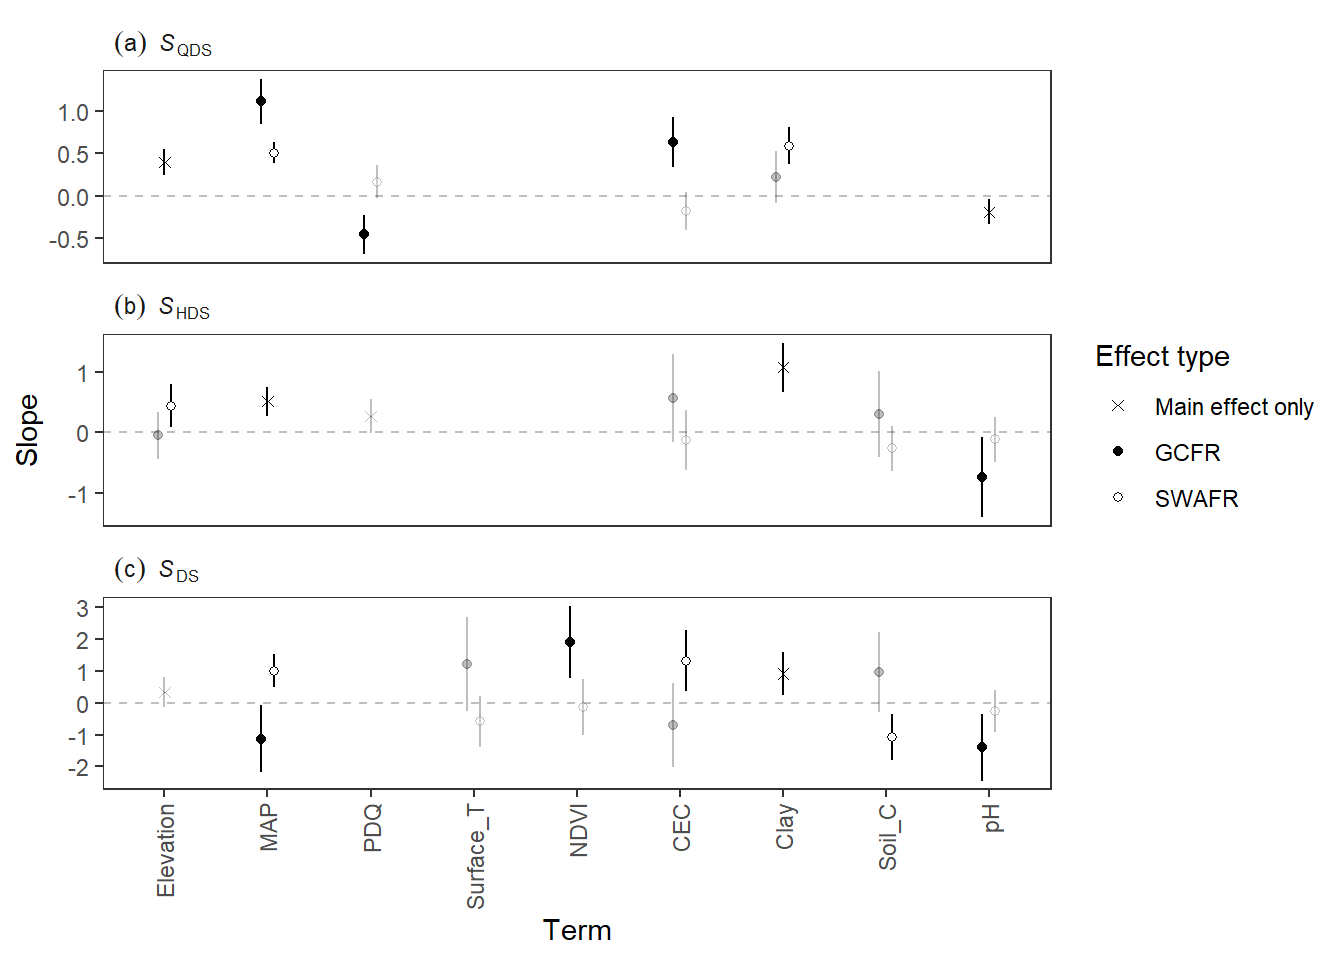 (a) SQDS
1.0
0.5
0.0
-0.5
(b) SHDS
1
0
-1
(c) SDS
3
2
1
0
-1
-2
Slope
Elevation
MAP
PDQ
Surface_T
NDVI
CEC
Clay
Soil_C
pH
Term
Effect type
Main effect only
GCFR
SWAFR